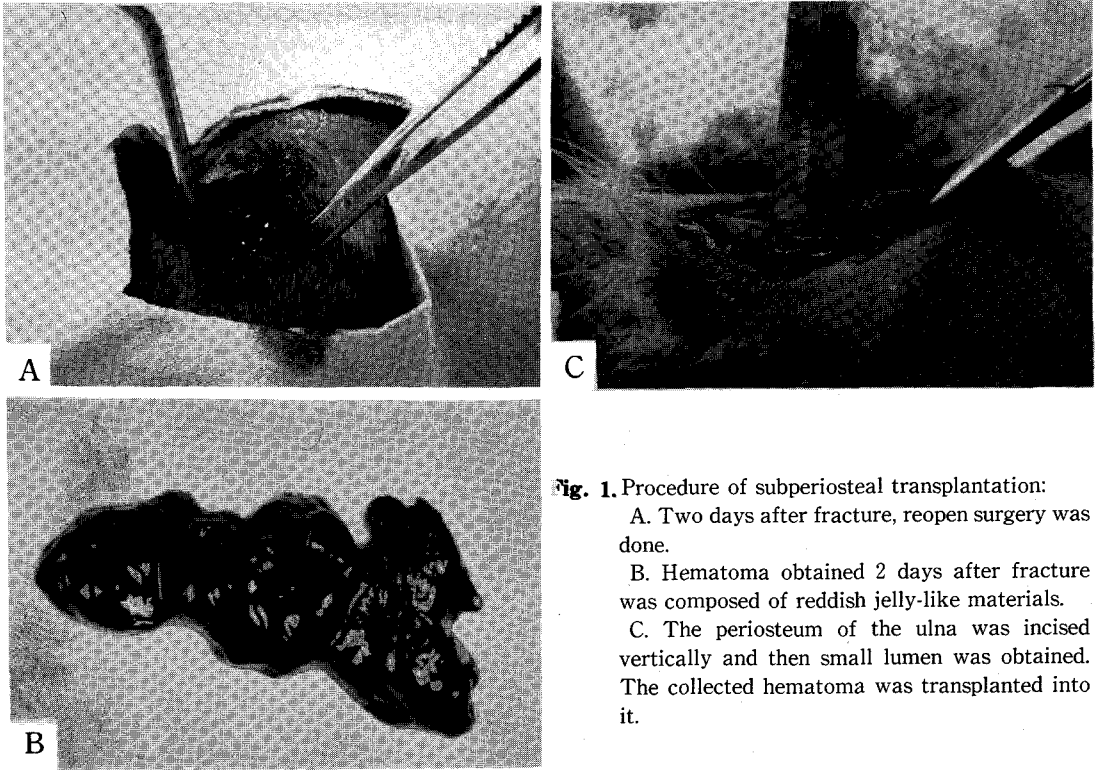 A
C
B
Fig. 1. Procedure of subperiosteal transplantation:
A. Two days after fracture, reopen surgery was
done.
B. Hematoma obtained 2 days after fracture
was composed of reddish jelly-like materials.
C. The periosteum of the ulna was incised
vertically and then small lumen was obtained.
The collected hematoma was transplanted into
it.